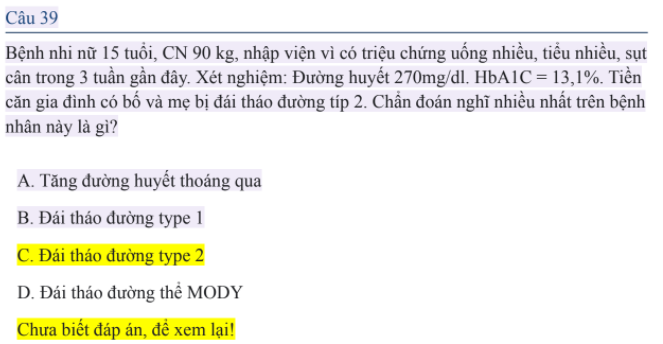 Câu 39
Bệnh nhi nữ 15 tuổi, CN 90 kg, nhập viện vì có triệu chứng uống nhiều, tiểu nhiều, sụt
cân trong 3 tuần gần đây. Xét nghiệm: Đường huyết 270mg/dl. HbA1C = 13,1%. Tiền
căn gia đình có bố và mẹ bị đái tháo đường típ 2. Chẩn đoán nghĩ nhiều nhất trên bệnh
nhân này là gì?
A. Tăng đường huyết thoáng qua
B. Đái tháo đường type 1
C. Đái tháo đường type 2
D. Đái tháo đường thể MODY
Chưa biết đáp án, để xem lại!